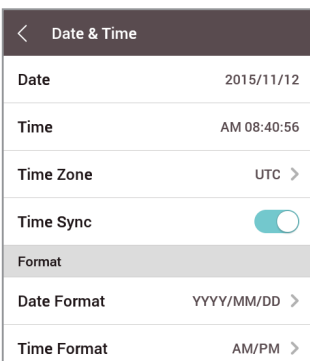 Date & Time
Date 2015/11/12
Time AM 08:40:56
Time Zone UTC
Time Sync
Format
Date Format YYYY/MM/DD
Time Format AM/PM